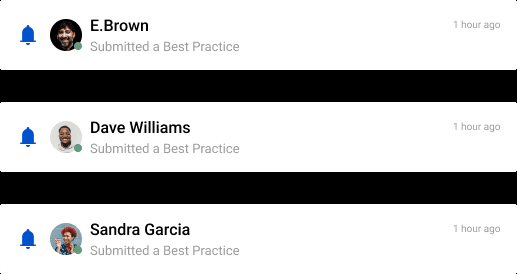 E.Brown
1 hour ago
Submitted a Best Practice
Dave Williams
1 hour ago
Submitted a Best Practice
Sandra Garcia
1 hour ago
Submitted a Best Practice